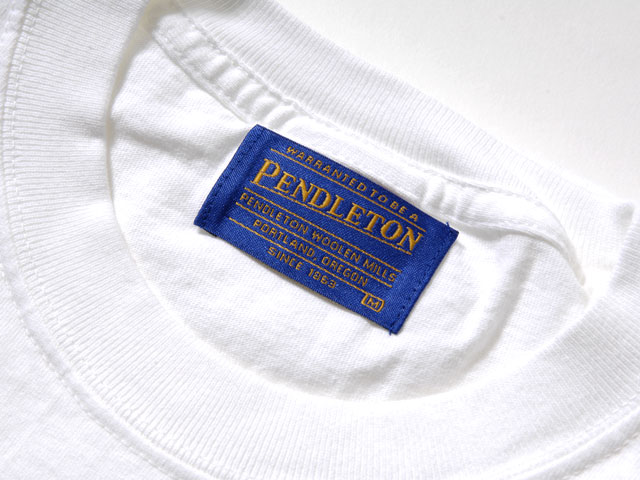 WARRANTED TO BE A
PENDLETON
PENDLETON WOOLEN MILLS
PORTLAND, OREGON
SINCE 1863
M